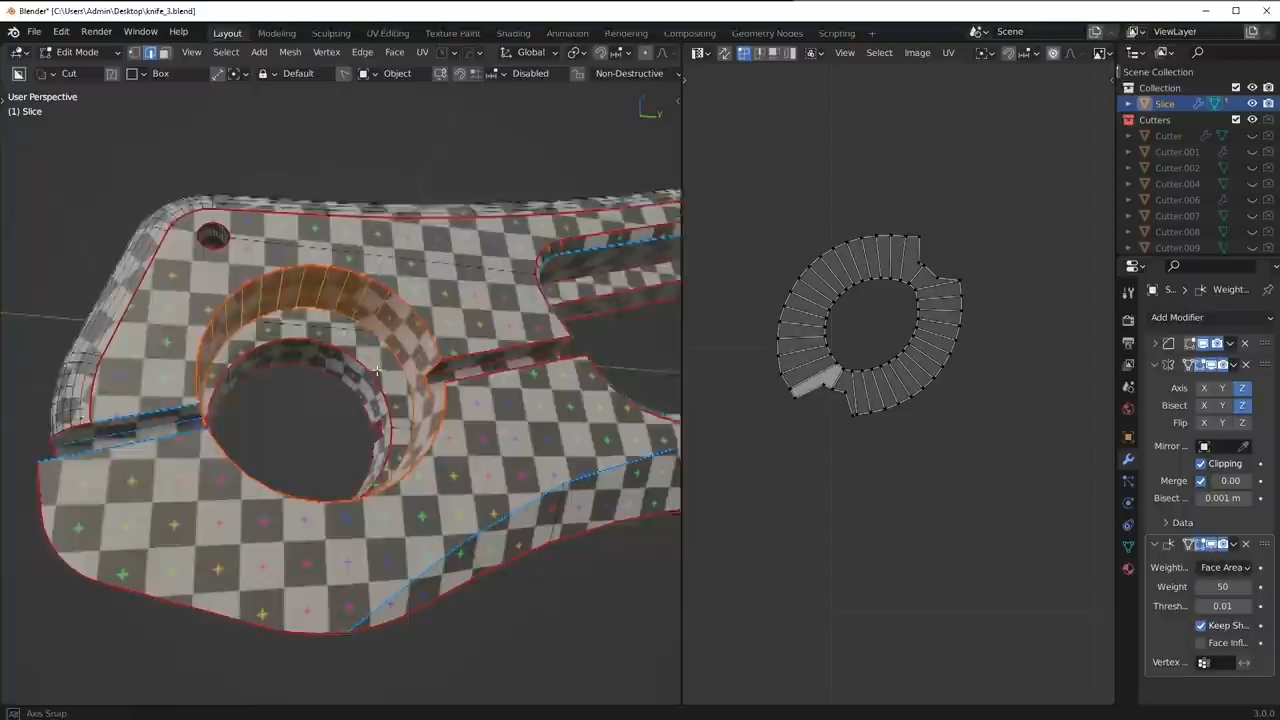 Blender* [C:\Users\Admin\Desktop\knife_3.blend]
File Edit Render Window Help Layout Modeling Sculpting UV Editing Texture Paint Shading Animation Rendering Compositing Geometry Nodes Scripting + Scene ViewLayer
Edit Mode View Select Add Mesh Vertex Edge Face UV Global View Select Image UV
Cut Box Default Object Disabled Non-Destructive
User Perspective
(1) Slice
y
Scene Collection
Collection
Slice
Cutters
Cutter
Cutter.001
Cutter.002
Cutter.004
Cutter.006
Cutter.007
Cutter.008
Cutter.009
S... Weight...
Add Modifier
Axis X Y Z
Bisect X Y Z
Flip X Y Z
Mirror ...
Clipping
Merge 0.00
Bisect ... 0.001 m
Data
Weighti... Face Area
Weight 50
Thresh... 0.01
Keep Sh...
Face Infl...
Vertex ...
Axis Snap 3.0.0